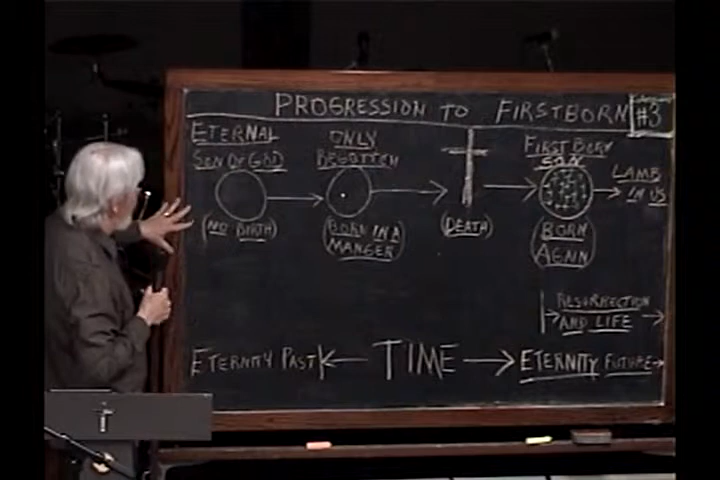 PROGRESSION TO FIRSTBORN
#3
ETERNAL
SON OF GOD
(NO BIRTH)
ONLY
BEGOTTEN
(BORN IN A
MANGER)
(DEATH)
FIRST BORN
SON
(BORN
AGAIN)
LAMB
IN US
RESURRECTION
AND LIFE
ETERNITY PAST
TIME
ETERNITY FUTURE